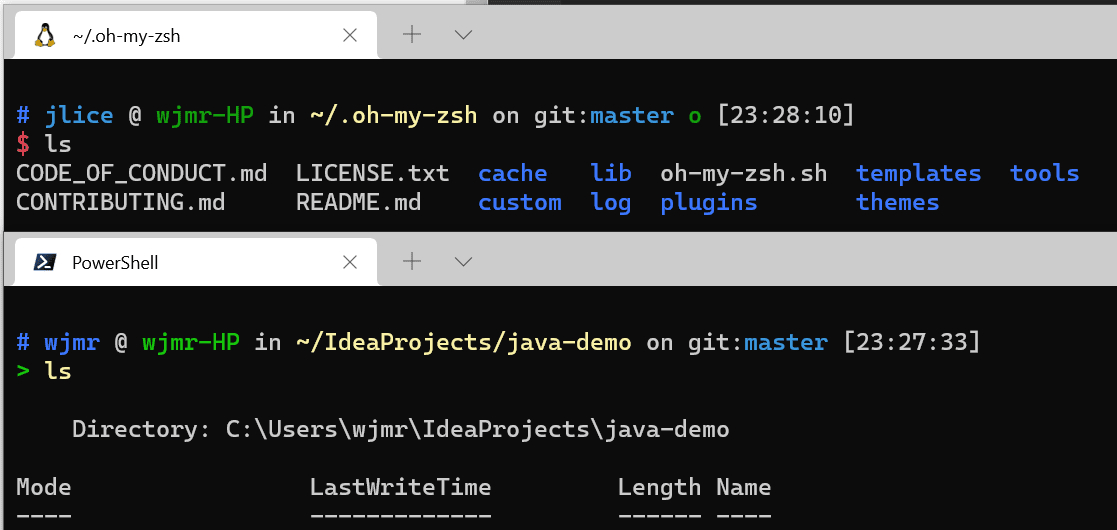 ~/.oh-my-zsh
# jlice @ wjmr-HP in ~/.oh-my-zsh on git:master o [23:28:10]
$ ls
CODE_OF_CONDUCT.md  LICENSE.txt  cache   lib  oh-my-zsh.sh  templates  tools
CONTRIBUTING.md     README.md    custom  log  plugins       themes
PowerShell
# wjmr @ wjmr-HP in ~/IdeaProjects/java-demo on git:master [23:27:33]
> ls
    Directory: C:\Users\wjmr\IdeaProjects\java-demo
Mode                 LastWriteTime         Length Name
----                 -------------         ------ ----